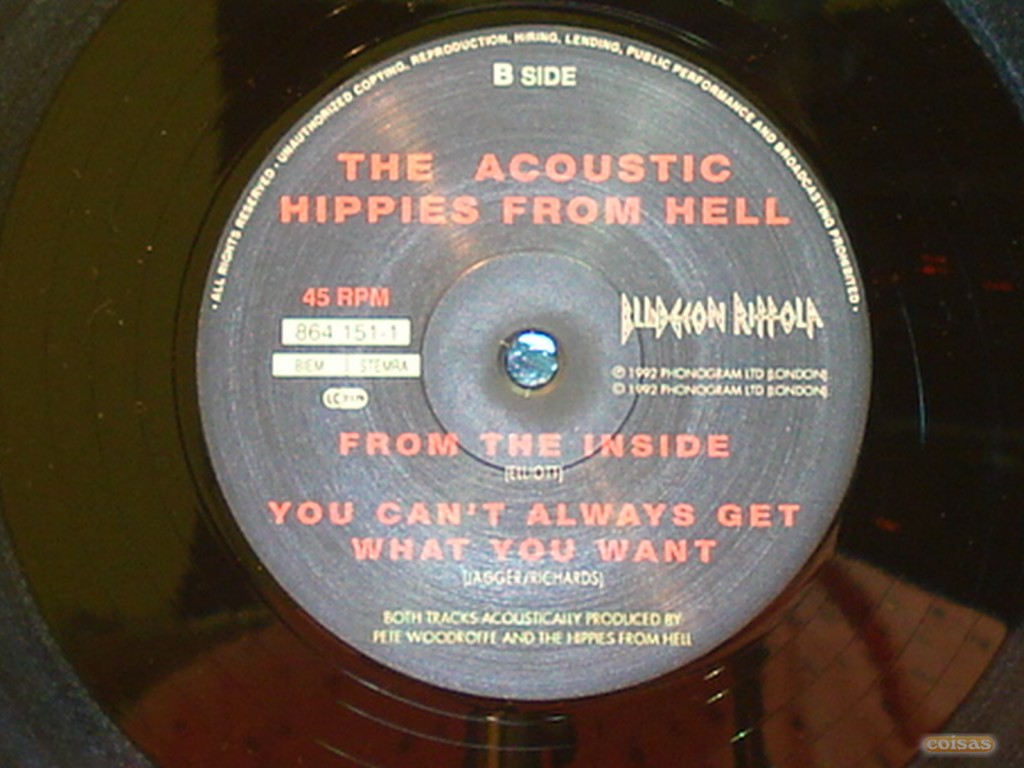 • ALL RIGHTS RESERVED • UNAUTHORIZED COPYING, REPRODUCTION, HIRING, LENDING, PUBLIC PERFORMANCE AND BROADCASTING PROHIBITED •
B SIDE
THE ACOUSTIC
HIPPIES FROM HELL
45 RPM
864 151-1
BIEM STEMRA
LC
BLUDGEON RIFFOLA
Ⓟ 1992 PHONOGRAM LTD (LONDON)
© 1992 PHONOGRAM LTD (LONDON)
FROM THE INSIDE
(ELLIOTT)
YOU CAN'T ALWAYS GET
WHAT YOU WANT
(JAGGER/RICHARDS)
BOTH TRACKS ACOUSTICALLY PRODUCED BY
PETE WOODROFFE AND THE HIPPIES FROM HELL
coisas